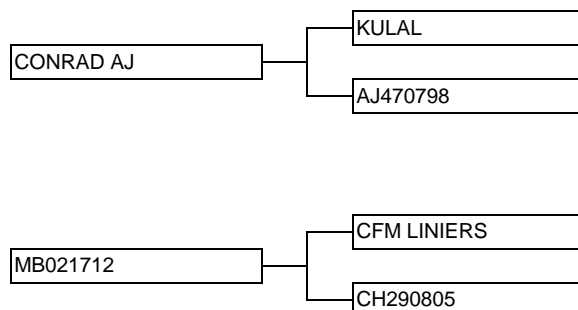 KULAL
CONRAD AJ
AJ470798
CFM LINIERS
MB021712
CH290805